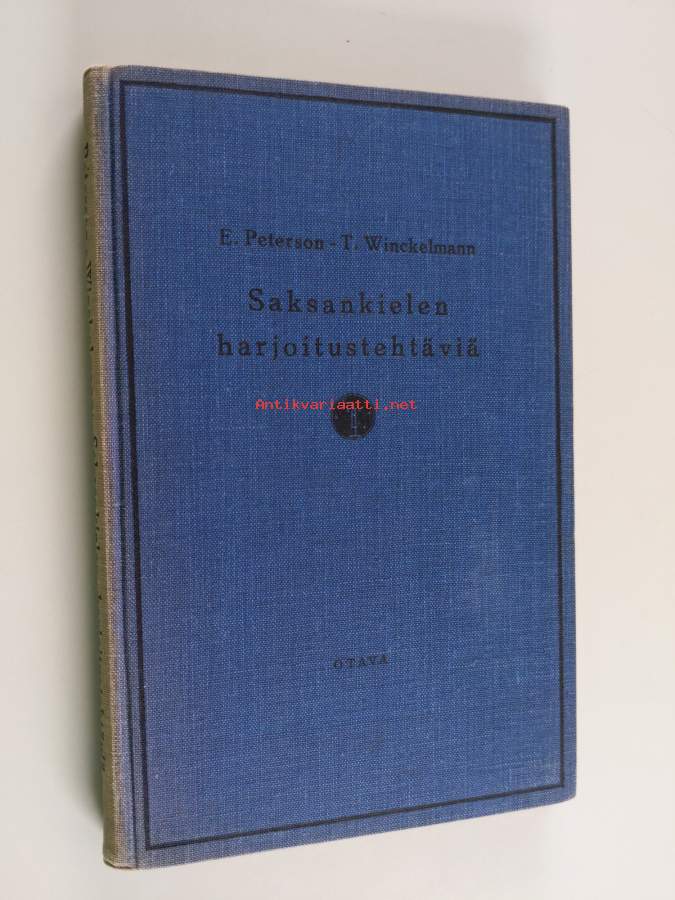 E. Peterson - T. Winckelmann
Saksankielen
harjoitustehtäviä
Antikvariaatti.net
OTAVA